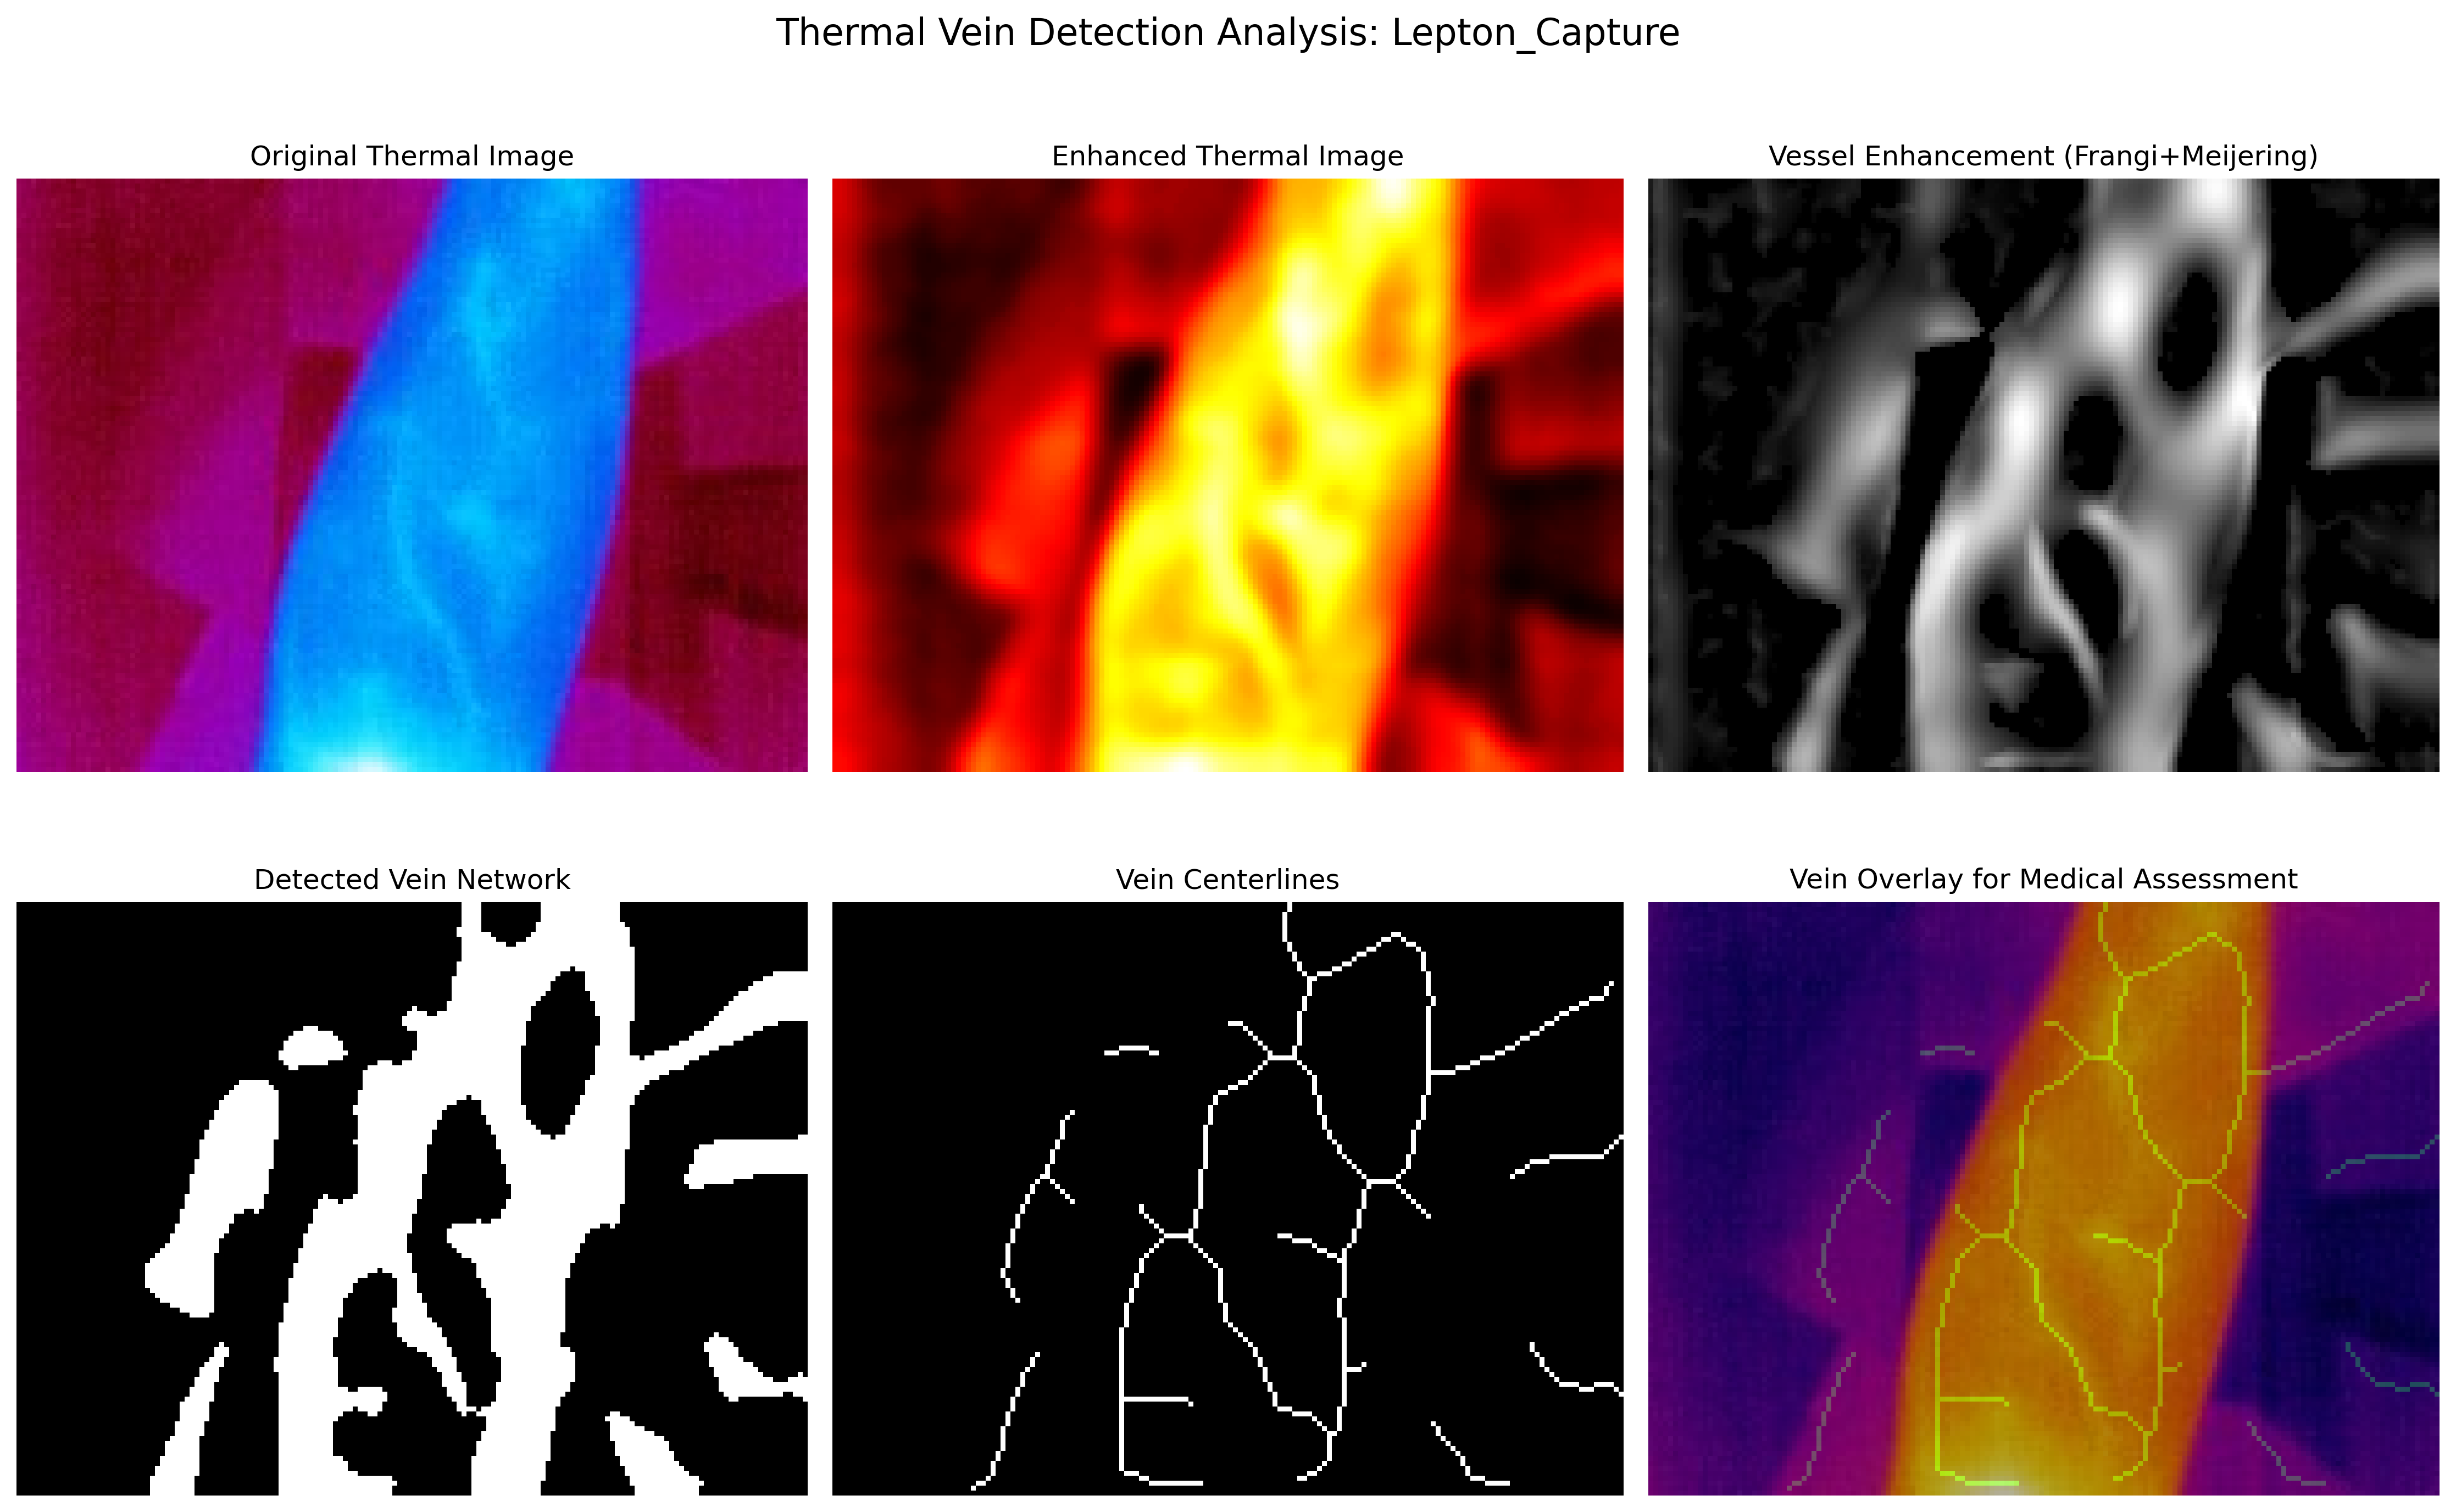 Thermal Vein Detection Analysis: Lepton_Capture
Original Thermal Image
Enhanced Thermal Image
Vessel Enhancement (Frangi+Meijering)
Detected Vein Network
Vein Centerlines
Vein Overlay for Medical Assessment